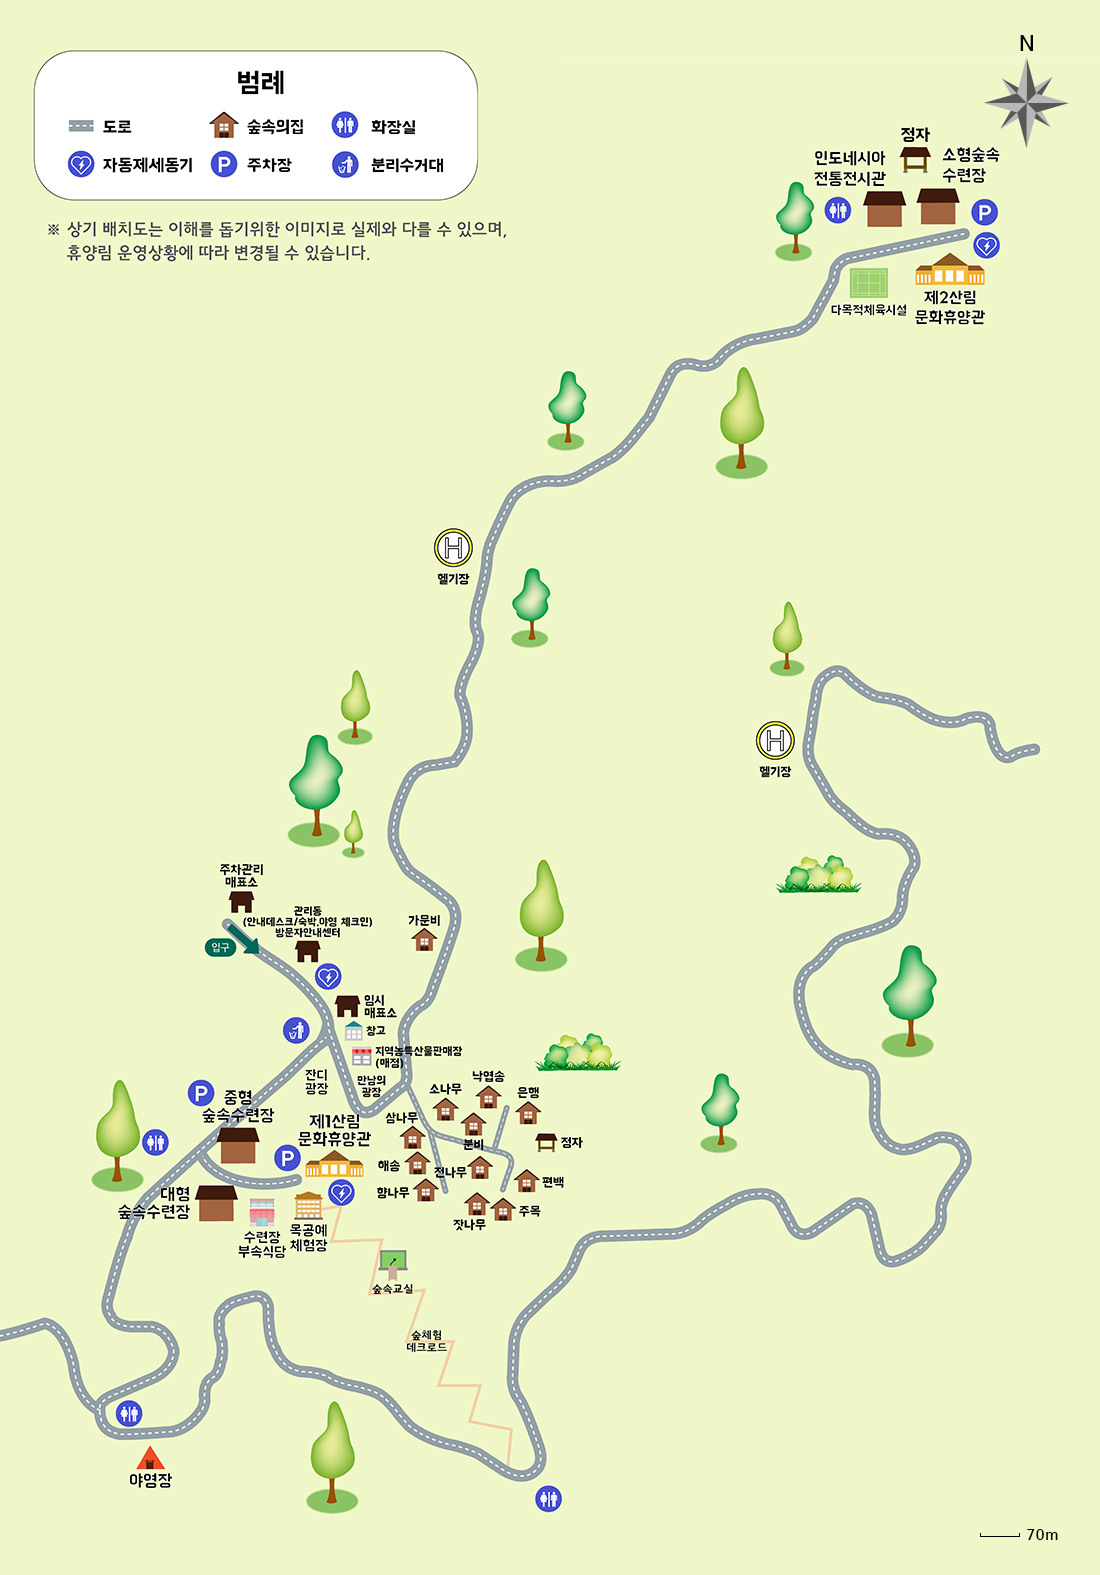 범례
도로
숲속의집
화장실
자동제세동기
P
주차장
분리수거대
※ 상기 배치도는 이해를 돕기위한 이미지로 실제와 다를 수 있으며,
휴양림 운영상황에 따라 변경될 수 있습니다.
N
정자
인도네시아
전통전시관
소형숲속
수련장
P
다목적체육시설
제2산림
문화휴양관
H
헬기장
H
헬기장
주차관리
매표소
관리동
(안내데스크/숙박,야영 체크인)
방문자안내센터
입구
가문비
임시
매표소
창고
지역농특산물판매장
(매점)
잔디
광장
만남의
광장
낙엽송
소나무
은행
삼나무
분비
정자
해송
전나무
편백
향나무
잣나무
주목
P
중형
숲속수련장
제1산림
문화휴양관
P
대형
숲속수련장
수련장
부속식당
목공예
체험장
숲속교실
숲체험
데크로드
야영장
70m